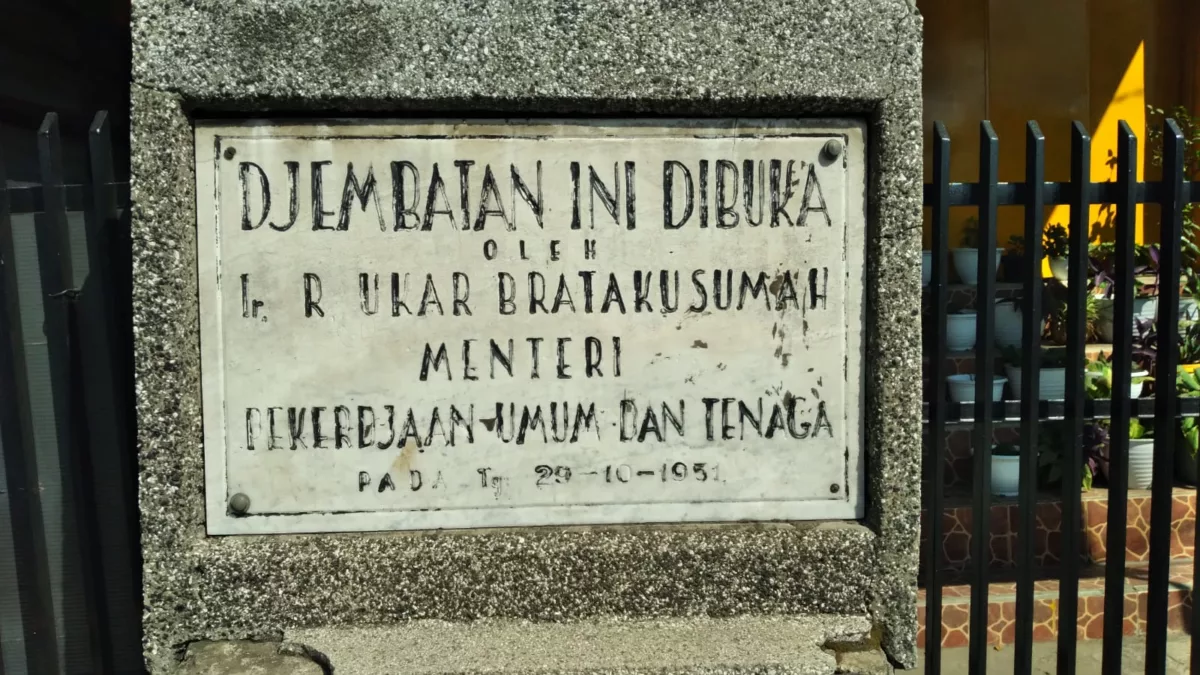 DJEMBATAN INI DIBUKA
OLEH
Ir. R UKAR BRATAKUSUMAH
MENTERI
PEKERDJAAN UMUM DAN TENAGA
PADA Tg 29-10-1951